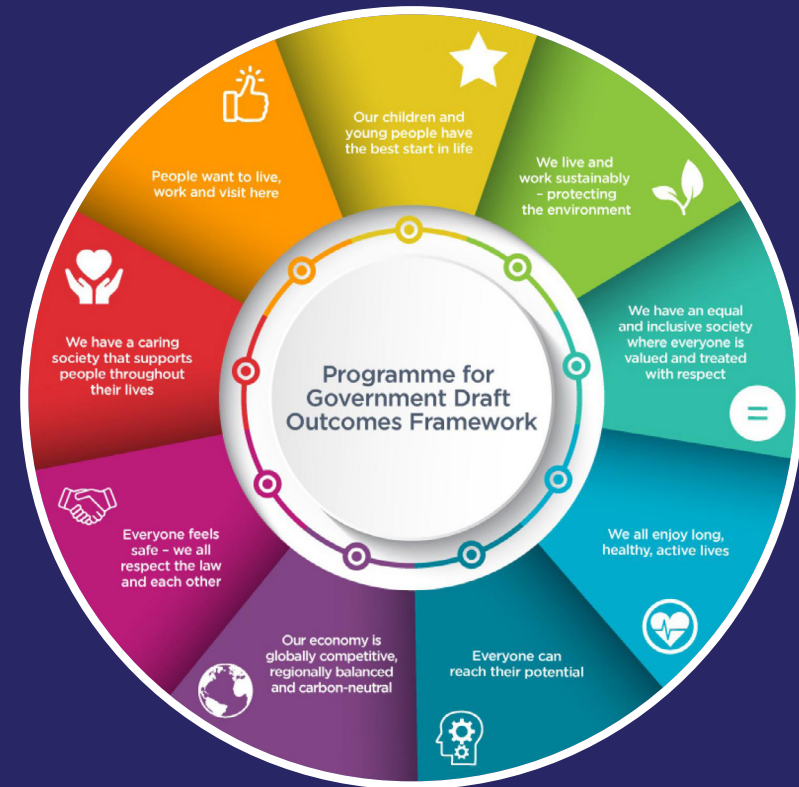 Programme for
Government Draft
Outcomes Framework
Our children and
young people have
the best start in life
We live and
work sustainably
– protecting
the environment
We have an equal
and inclusive society
where everyone is
valued and treated
with respect
=
We all enjoy long,
healthy, active lives
Everyone can
reach their potential
Our economy is
globally competitive,
regionally balanced
and carbon-neutral
Everyone feels
safe – we all
respect the law
and each other
We have a caring
society that supports
people throughout
their lives
People want to live,
work and visit here